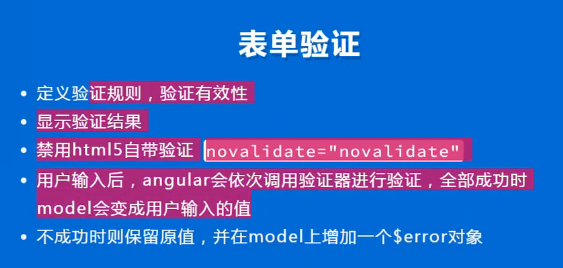 表单验证
• 定义验证规则，验证有效性
• 显示验证结果
• 禁用html5自带验证 novalidate="novalidate"
• 用户输入后，angular会依次调用验证器进行验证，全部成功时
model会变成用户输入的值
• 不成功时则保留原值，并在model上增加一个$error对象